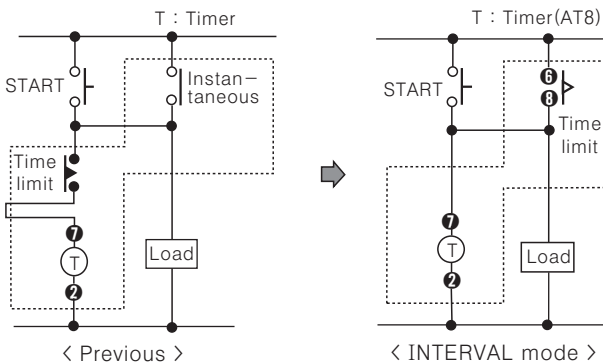 T : Timer
START
Instan-
taneous
Time
limit
7
T
2
Load
< Previous >
T : Timer(AT8)
START
6
8
Time
limit
7
T
2
Load
< INTERVAL mode >